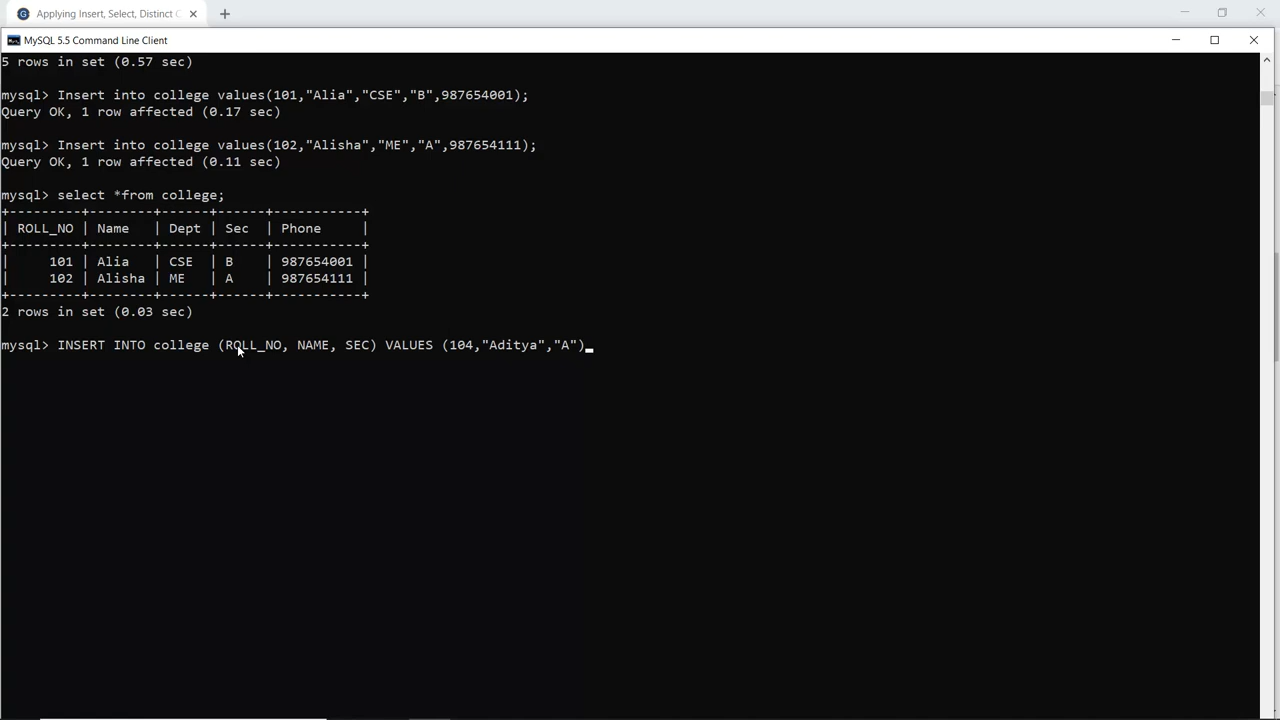 Applying Insert, Select, Distinct C
MySQL 5.5 Command Line Client
5 rows in set (0.57 sec)
mysql> Insert into college values(101,"Alia","CSE","B",987654001);
Query OK, 1 row affected (0.17 sec)
mysql> Insert into college values(102,"Alisha","ME","A",987654111);
Query OK, 1 row affected (0.11 sec)
mysql> select *from college;
+---------+--------+------+------+-----------+
| ROLL_NO | Name   | Dept | Sec  | Phone     |
+---------+--------+------+------+-----------+
|     101 | Alia   | CSE  | B    | 987654001 |
|     102 | Alisha | ME   | A    | 987654111 |
+---------+--------+------+------+-----------+
2 rows in set (0.03 sec)
mysql> INSERT INTO college (ROLL_NO, NAME, SEC) VALUES (104,"Aditya","A")_